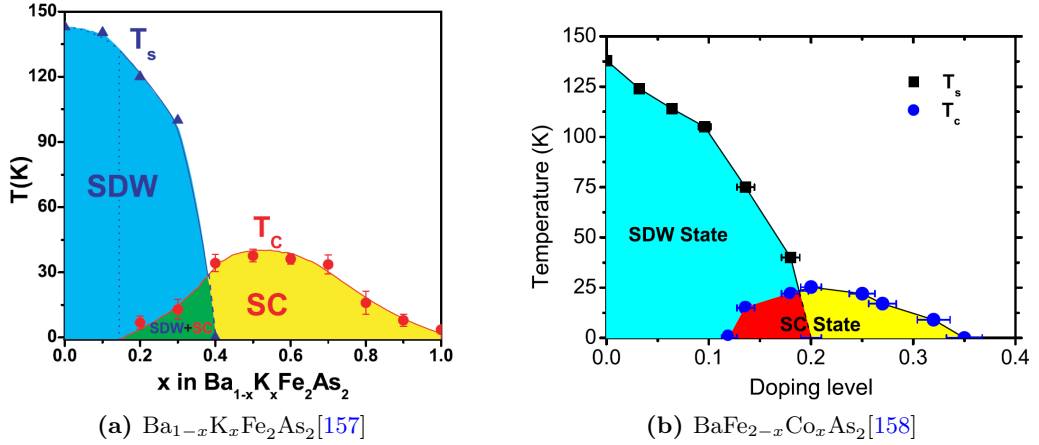 150
120
90
60
30
0
T(K)
T_s
SDW
T_C
SC
SDW+SC
0.0 0.2 0.4 0.6 0.8 1.0
x in Ba_{1-x}K_xFe_2As_2
(a) Ba_{1−x}K_xFe_2As_2[157]
150
125
100
75
50
25
0
Temperature (K)
T_s
T_c
SDW State
SC State
0.0 0.1 0.2 0.3 0.4
Doping level
(b) BaFe_{2−x}Co_xAs_2[158]